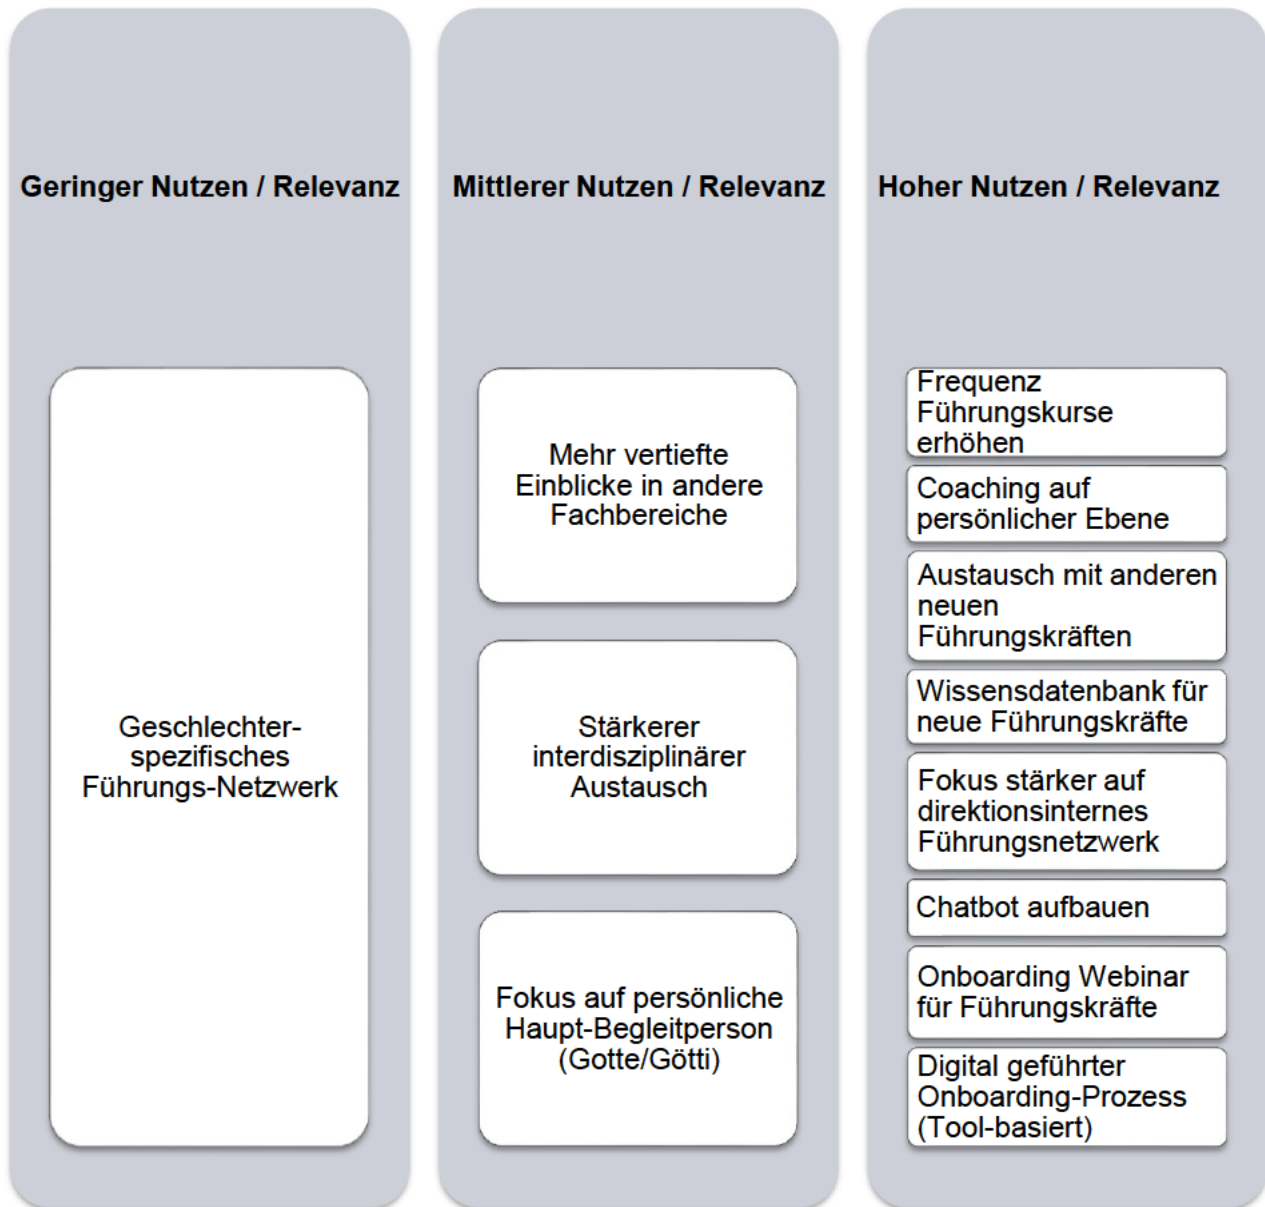 Geringer Nutzen / Relevanz
Geschlechter-
spezifisches
Führungs-Netzwerk
Mittlerer Nutzen / Relevanz
Mehr vertiefte
Einblicke in andere
Fachbereiche
Stärkerer
interdisziplinärer
Austausch
Fokus auf persönliche
Haupt-Begleitperson
(Gotte/Götti)
Hoher Nutzen / Relevanz
Frequenz
Führungskurse
erhöhen
Coaching auf
persönlicher Ebene
Austausch mit anderen
neuen
Führungskräften
Wissensdatenbank für
neue Führungskräfte
Fokus stärker auf
direktionsinternes
Führungsnetzwerk
Chatbot aufbauen
Onboarding Webinar
für Führungskräfte
Digital geführter
Onboarding-Prozess
(Tool-basiert)